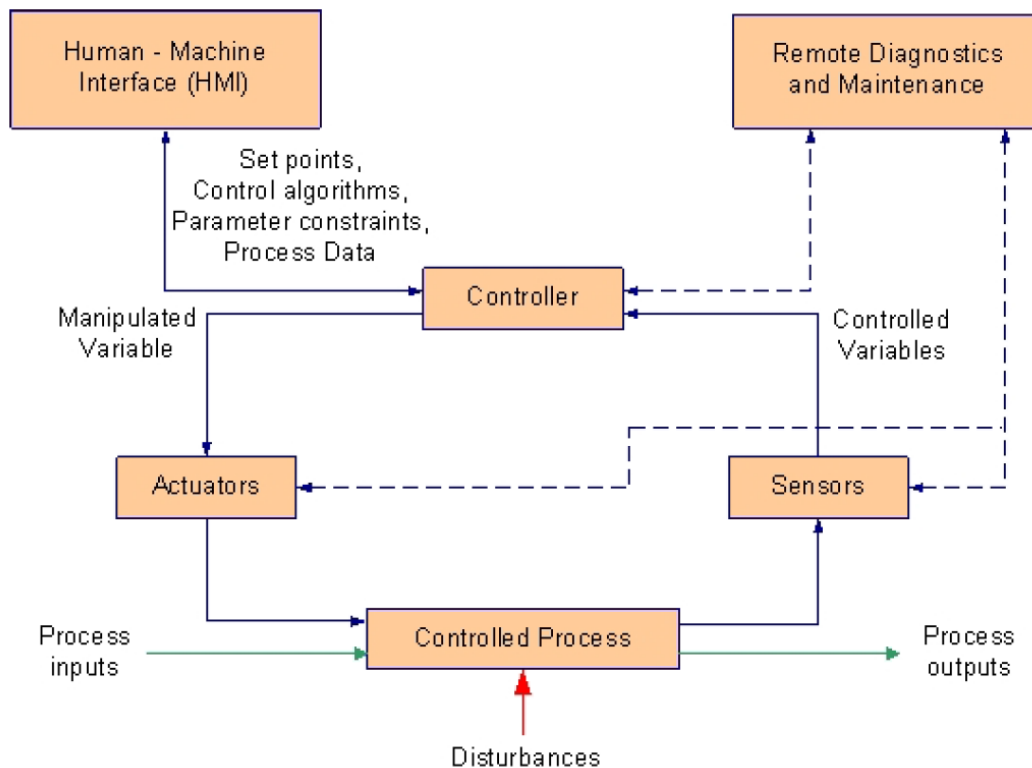 Human - Machine
Interface (HMI)
Remote Diagnostics
and Maintenance
Set points,
Control algorithms,
Parameter constraints,
Process Data
Controller
Manipulated
Variable
Controlled
Variables
Actuators
Sensors
Process
inputs
Controlled Process
Process
outputs
Disturbances